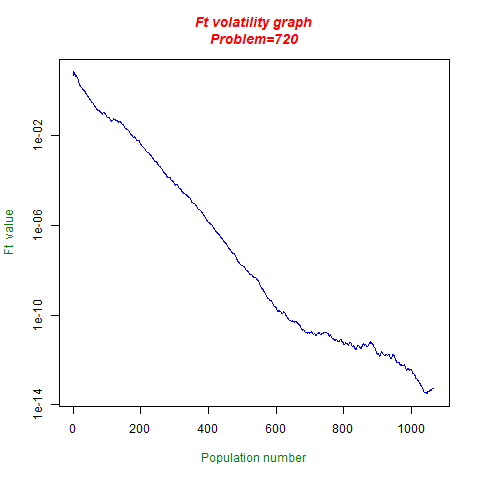 Ft volatility graph
Problem=720
Ft value
1e-02
1e-06
1e-10
1e-14
0 200 400 600 800 1000
Population number